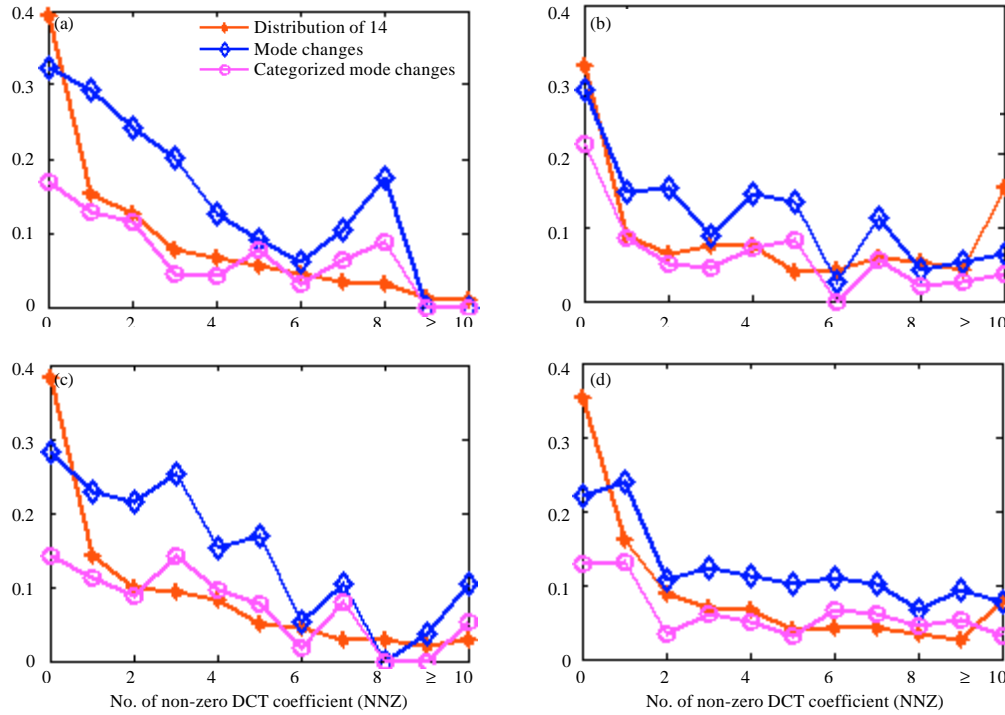 0.4
(a)
Distribution of 14
Mode changes
Categorized mode changes
0.3
0.2
0.1
0
0 2 4 6 8 ≥ 10
0.4
(b)
0.3
0.2
0.1
0
0 2 4 6 8 ≥ 10
0.4
(c)
0.3
0.2
0.1
0
0 2 4 6 8 ≥ 10
No. of non-zero DCT coefficient (NNZ)
0.4
(d)
0.3
0.2
0.1
0
0 2 4 6 8 ≥ 10
No. of non-zero DCT coefficient (NNZ)